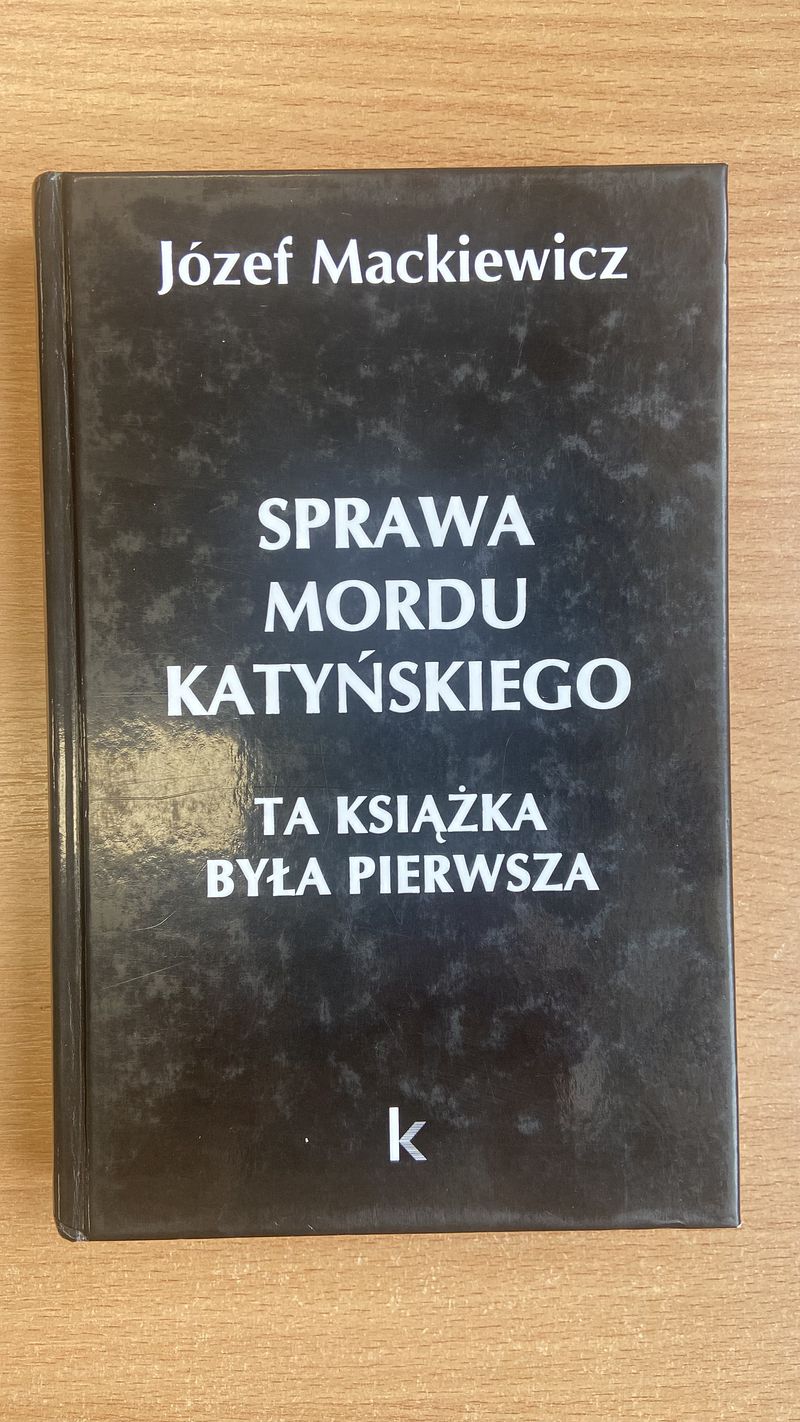 Józef Mackiewicz
SPRAWA
MORDU
KATYŃSKIEGO
TA KSIĄŻKA
BYŁA PIERWSZA
k